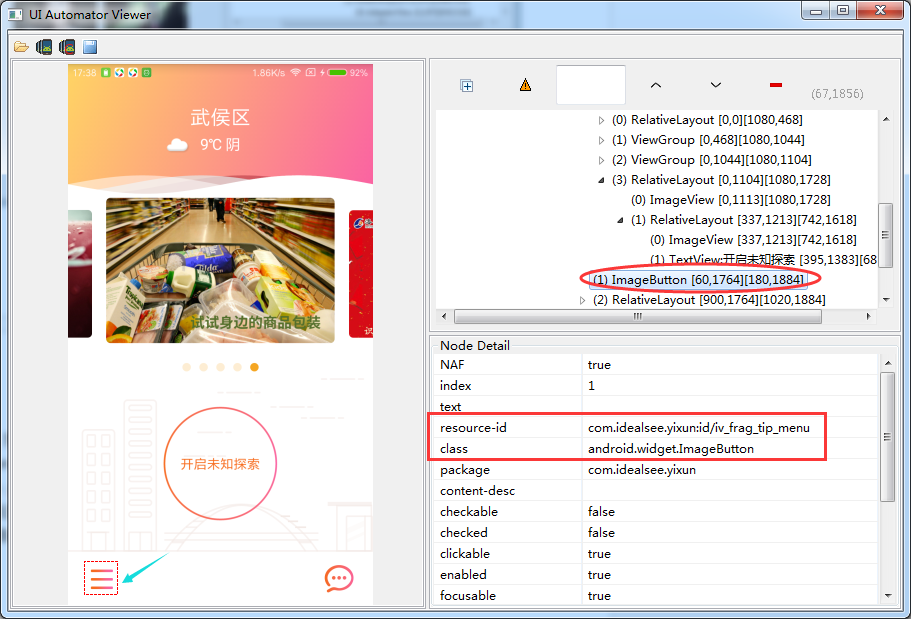 UI Automator Viewer
17:38
1.86K/s
92%
武侯区
9℃ 阴
试试身边的商品包装
开启未知探索
(67,1856)
(0) RelativeLayout [0,0][1080,468]
(1) ViewGroup [0,468][1080,1044]
(2) ViewGroup [0,1044][1080,1104]
(3) RelativeLayout [0,1104][1080,1728]
(0) ImageView [0,1113][1080,1728]
(1) RelativeLayout [337,1213][742,1618]
(0) ImageView [337,1213][742,1618]
(1) TextView:开启未知探索 [395,1383][68
(1) ImageButton [60,1764][180,1884]
(2) RelativeLayout [900,1764][1020,1884]
Node Detail
NAF true
index 1
text
resource-id com.idealsee.yixun:id/iv_frag_tip_menu
class android.widget.ImageButton
package com.idealsee.yixun
content-desc
checkable false
checked false
clickable true
enabled true
focusable true